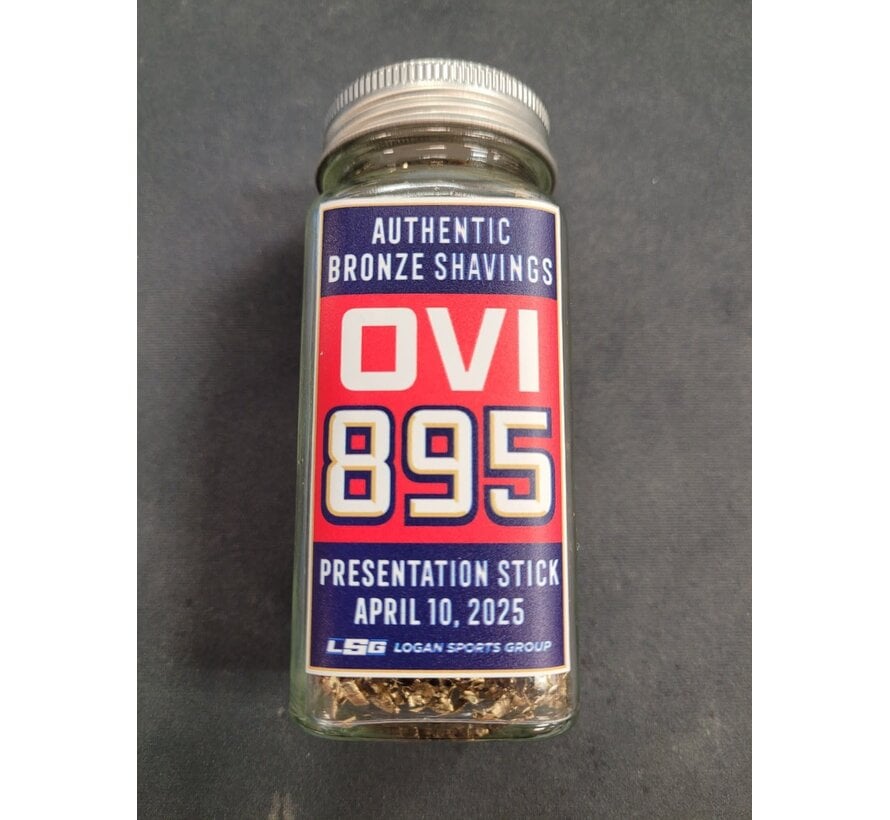 AUTHENTIC
BRONZE SHAVINGS
OVI
895
PRESENTATION STICK
APRIL 10, 2025
LSG LOGAN SPORTS GROUP